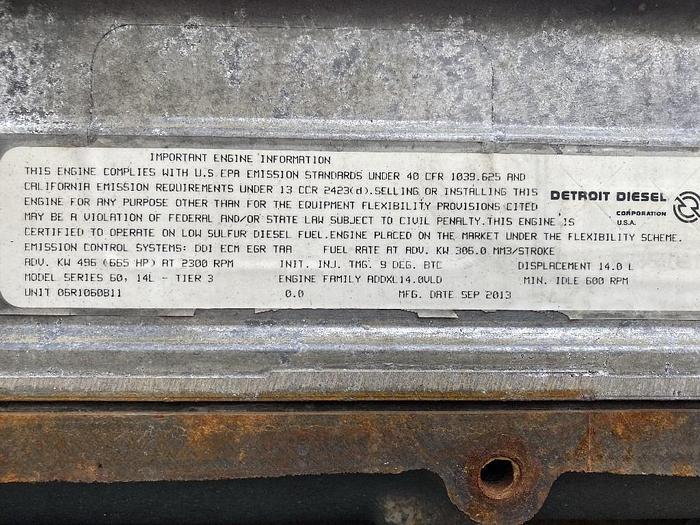 IMPORTANT ENGINE INFORMATION
THIS ENGINE COMPLIES WITH U.S. EPA EMISSION STANDARDS UNDER 40 CFR 1039.625 AND
CALIFORNIA EMISSION REQUIREMENTS UNDER 13 CCR 2423(d).SELLING OR INSTALLING THIS
ENGINE FOR ANY PURPOSE OTHER THAN FOR THE EQUIPMENT FLEXIBILITY PROVISIONS CITED
MAY BE A VIOLATION OF FEDERAL AND/OR STATE LAW SUBJECT TO CIVIL PENALTY.THIS ENGINE IS
CERTIFIED TO OPERATE ON LOW SULFUR DIESEL FUEL.ENGINE PLACED ON THE MARKET UNDER THE FLEXIBILITY SCHEME.
DETROIT DIESEL
CORPORATION
U.S.A.
EMISSION CONTROL SYSTEMS: DDI ECM EGR TAA FUEL RATE AT ADV. KW 306.0 MM3/STROKE
ADV. KW 496 (665 HP) AT 2300 RPM INIT. INJ. TMG. 9 DEG. BTC DISPLACEMENT 14.0 L
MODEL SERIES 60, 14L - TIER 3 ENGINE FAMILY ADDXL14.0VLD MIN. IDLE 600 RPM
UNIT 06R1060811 0.0 MFG. DATE SEP 2013